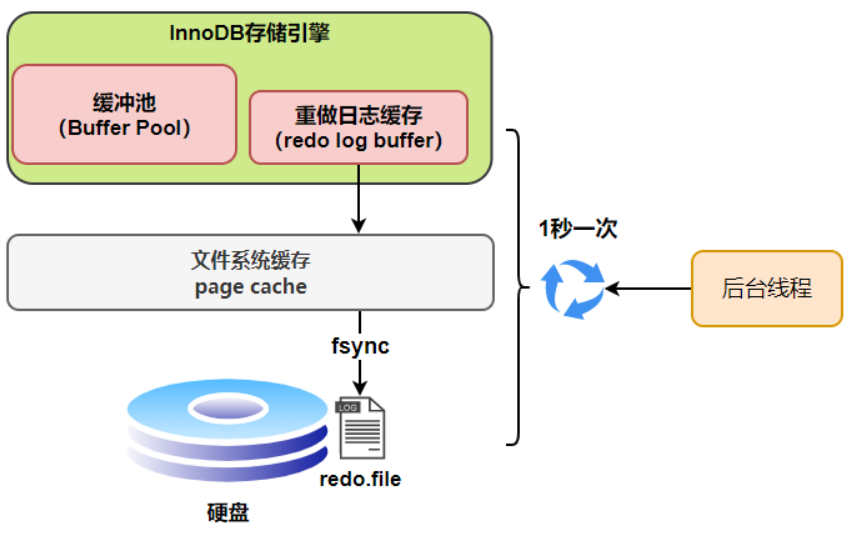 InnoDB存储引擎
缓冲池
（Buffer Pool）
重做日志缓存
（redo log buffer）
1秒一次
文件系统缓存
page cache
后台线程
fsync
LOG
redo.file
硬盘